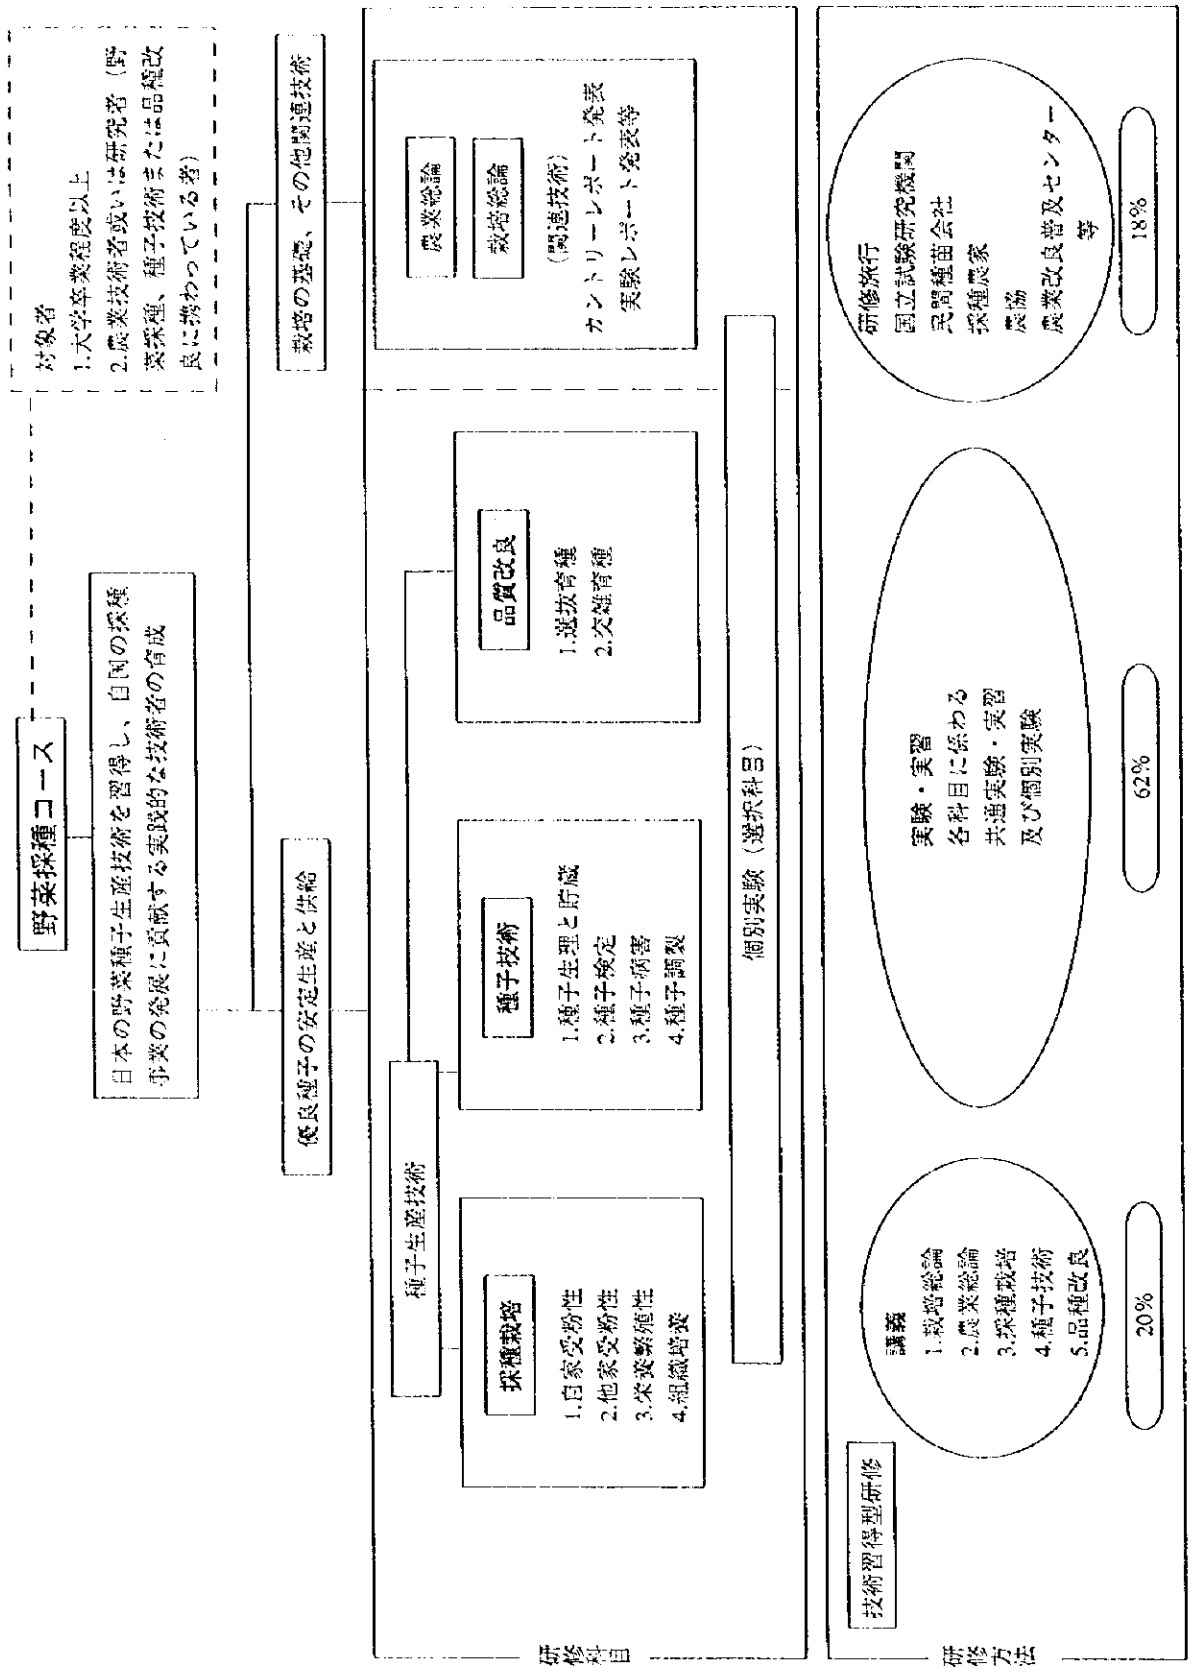 野菜採種コース
対象者
1.大学卒業程度以上
2.農業技術者或いは研究者（野
菜採種、種子技術または品種改
良に携わっている者）
日本の野菜種子生産技術を習得し、自国の採種
事業の発展に貢献する実践的な技術者の育成
優良種子の安定生産と供給
栽培の基礎、その他関連技術
研修科目
種子生産技術
採種栽培
1.自家受粉性
2.他家受粉性
3.栄養繁殖性
4.組織培養
種子技術
1.種子生理と貯蔵
2.種子検定
3.種子病害
4.種子調製
品質改良
1.選抜育種
2.交雑育種
農業総論
栽培総論
(関連技術)
カントリーレポート発表
実験レポート発表等
個別実験（選択科目）
研修方法
技術習得型研修
講義
1.栽培総論
2.農業総論
3.採種栽培
4.種子技術
5.品種改良
20%
実験・実習
各科目に係わる
共通実験・実習
及び個別実験
62%
研修旅行
国立試験研究機関
民間種苗会社
採種農家
農協
農業改良普及センター
等
18%